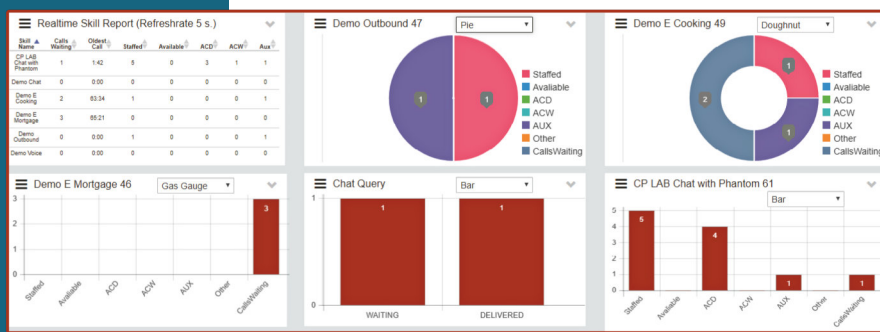 Realtime Skill Report (Refreshrate 5 s.)
Skill Name Calls Waiting Oldest Call Staffed Available ACD ACW Aux
CP LAB Chat with Phantom 1 1:42 5 0 3 1 1
Demo Chat 0 0:00 0 0 0 0 0
Demo E Cooking 2 63:34 1 0 0 0 1
Demo E Mortgage 3 66:21 0 0 0 0 0
Demo Outbound 0 0:00 1 0 0 0 1
Demo Voice 0 0:00 0 0 0 0 0
Demo Outbound 47 Pie
1 1
Staffed
Avaliable
ACD
ACW
AUX
Other
CallsWaiting
Demo E Cooking 49 Doughnut
1
2
1
Staffed
Avaliable
ACD
ACW
AUX
Other
CallsWaiting
Demo E Mortgage 46 Gas Gauge
3
2
1
0
3
Staffed Avaliable ACD ACW AUX Other CallsWaiting
Chat Query Bar
1
0
1 1
WAITING DELIVERED
CP LAB Chat with Phantom 61
Bar
5
4
3
2
1
0
5 4 1 1
Staffed Avaliable ACD ACW AUX Other CallsWaiting